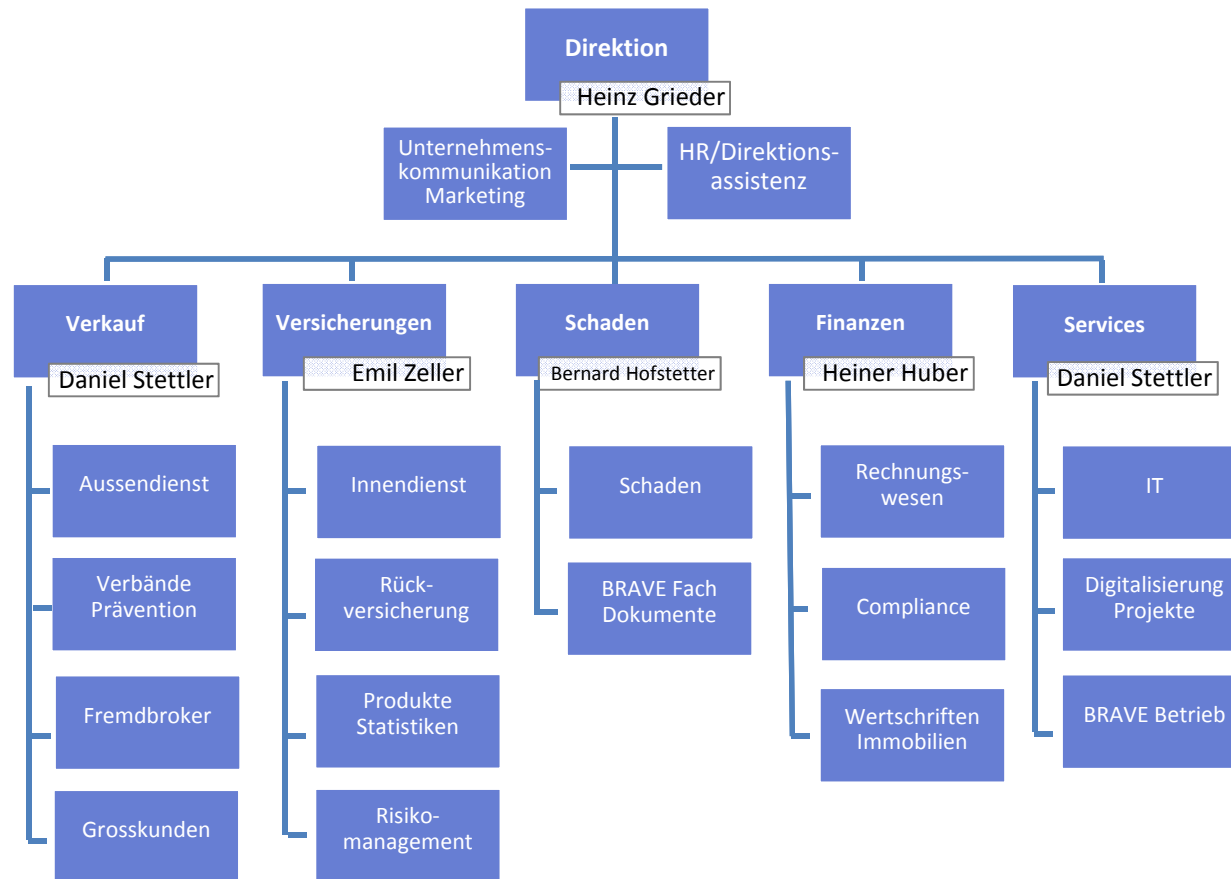 Direktion
Heinz Grieder
Unternehmens-
kommunikation
Marketing
HR/Direktions-
assistenz
Verkauf
Daniel Stettler
Versicherungen
Emil Zeller
Schaden
Bernard Hofstetter
Finanzen
Heiner Huber
Services
Daniel Stettler
Aussendienst
Verbände
Prävention
Fremdbroker
Grosskunden
Innendienst
Rück-
versicherung
Produkte
Statistiken
Risiko-
management
Schaden
BRAVE Fach
Dokumente
Rechnungs-
wesen
Compliance
Wertschriften
Immobilien
IT
Digitalisierung
Projekte
BRAVE Betrieb